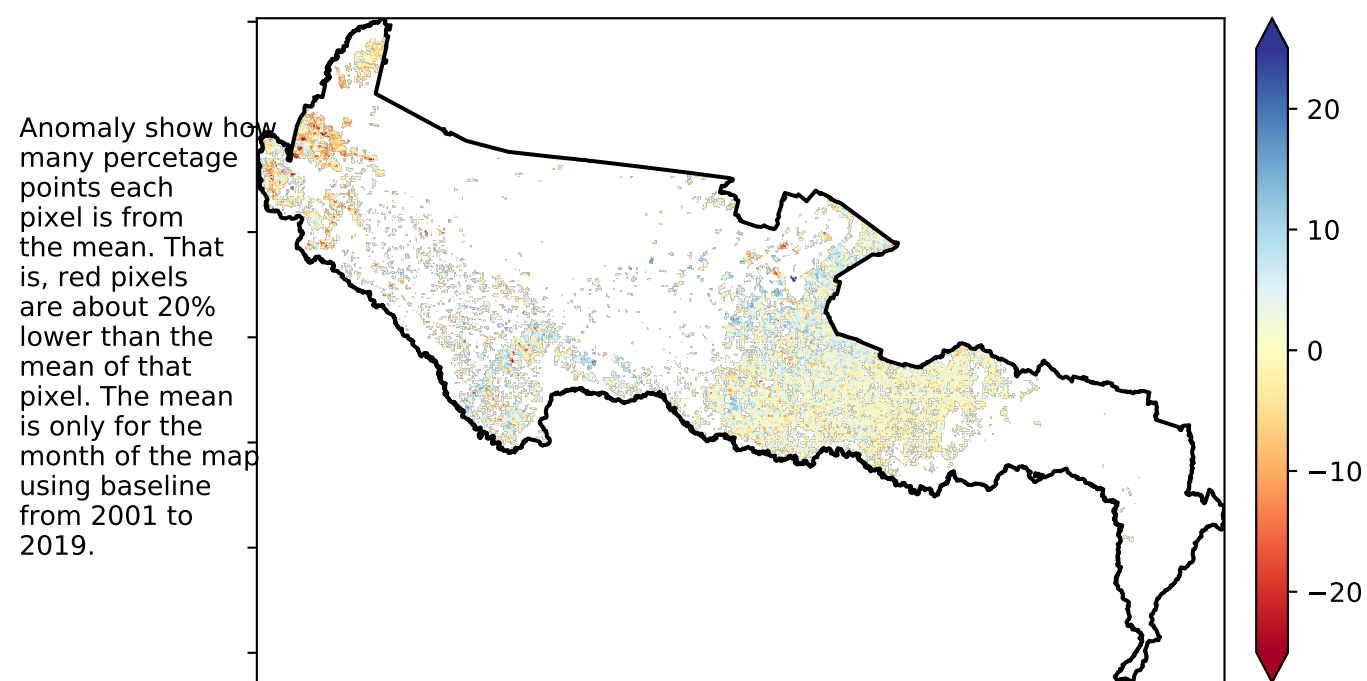 Anomaly show how
many percetage
points each
pixel is from
the mean. That
is, red pixels
are about 20%
lower than the
mean of that
pixel. The mean
is only for the
month of the map
using baseline
from 2001 to
2019.
20
10
0
−10
−20